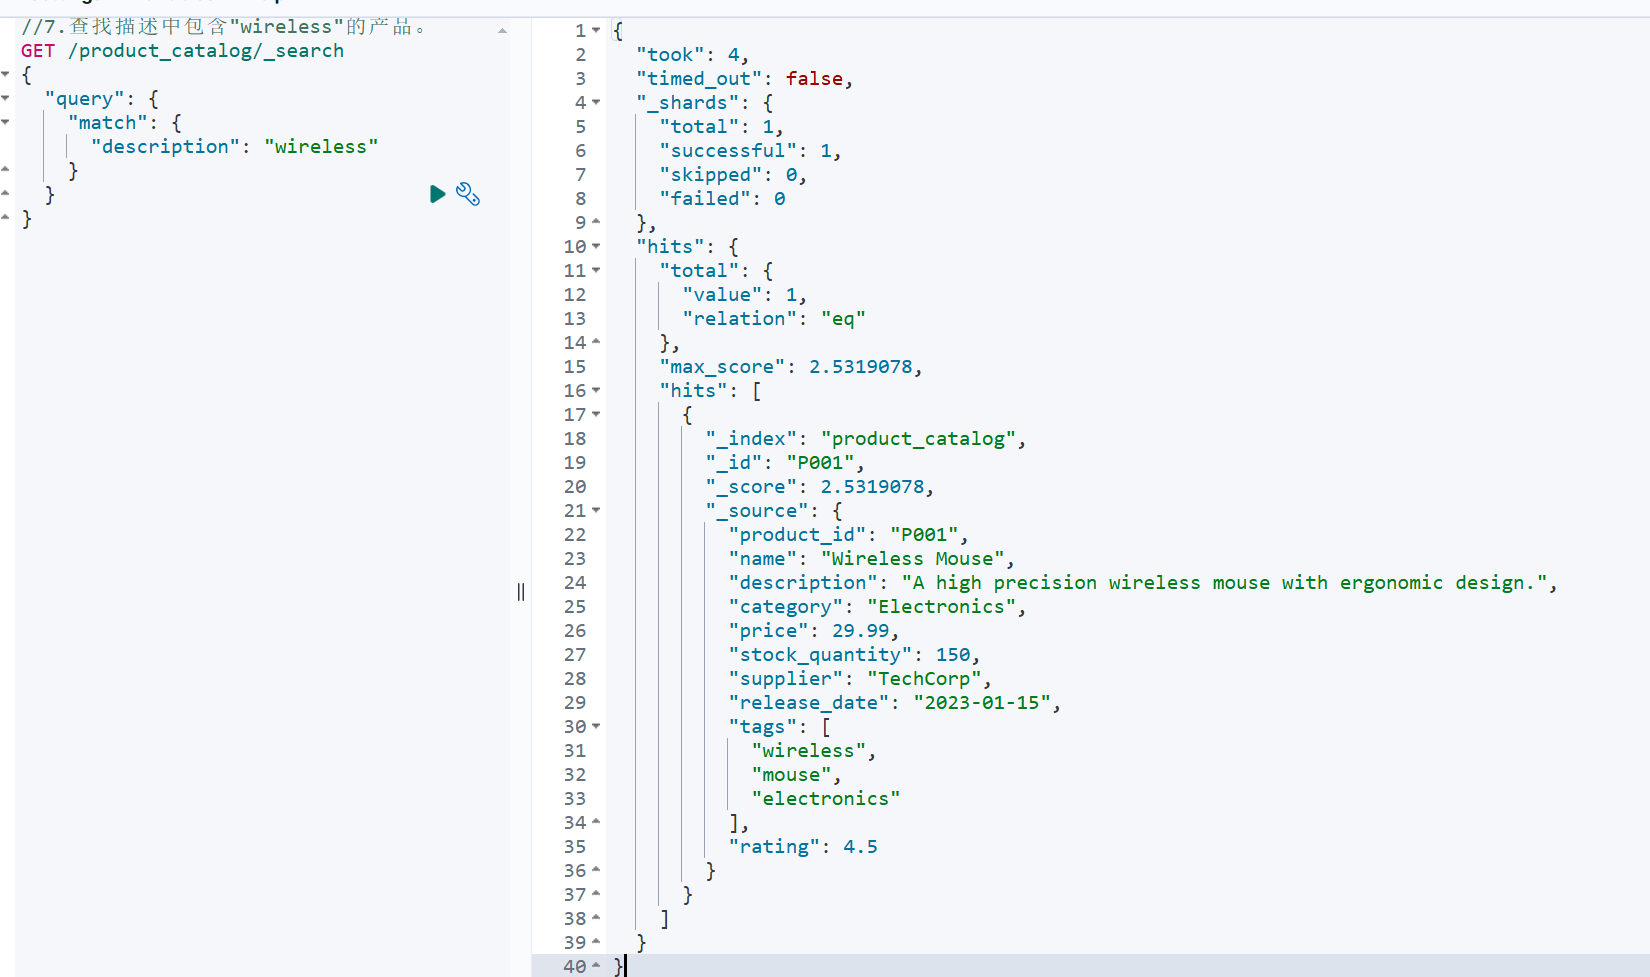 //7.查找描述中包含"wireless"的产品。
GET /product_catalog/_search
{
  "query": {
    "match": {
      "description": "wireless"
    }
  }
}
1 {
2   "took": 4,
3   "timed_out": false,
4   "_shards": {
5     "total": 1,
6     "successful": 1,
7     "skipped": 0,
8     "failed": 0
9   },
10   "hits": {
11     "total": {
12       "value": 1,
13       "relation": "eq"
14     },
15     "max_score": 2.5319078,
16     "hits": [
17       {
18         "_index": "product_catalog",
19         "_id": "P001",
20         "_score": 2.5319078,
21         "_source": {
22           "product_id": "P001",
23           "name": "Wireless Mouse",
24           "description": "A high precision wireless mouse with ergonomic design.",
25           "category": "Electronics",
26           "price": 29.99,
27           "stock_quantity": 150,
28           "supplier": "TechCorp",
29           "release_date": "2023-01-15",
30           "tags": [
31             "wireless",
32             "mouse",
33             "electronics"
34           ],
35           "rating": 4.5
36         }
37       }
38     ]
39   }
40 }